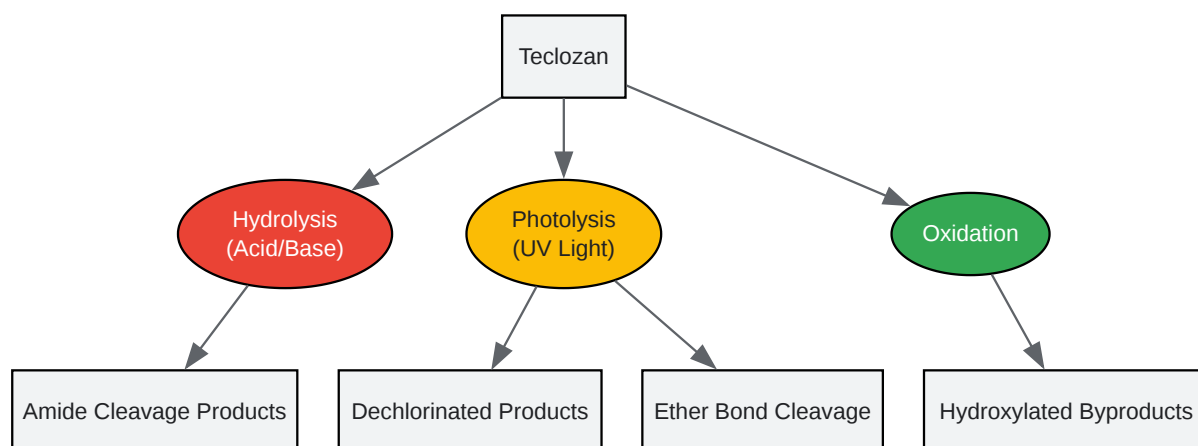 Teclozan
Hydrolysis
(Acid/Base)
Photolysis
(UV Light)
Oxidation
Amide Cleavage Products
Dechlorinated Products
Ether Bond Cleavage
Hydroxylated Byproducts